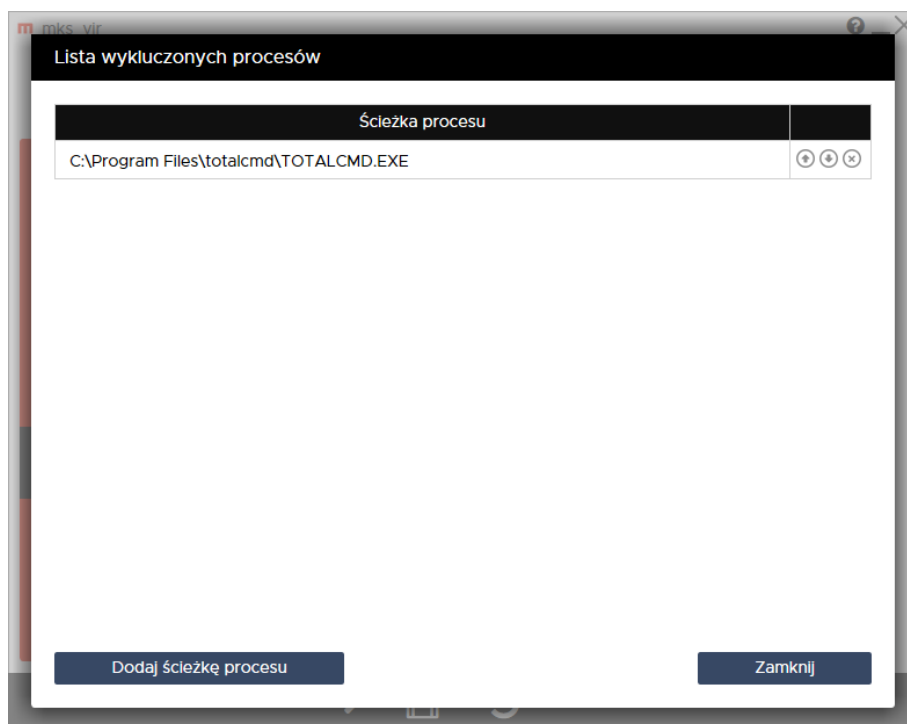 m mks_vir
Lista wykluczonych procesów
Ścieżka procesu
C:\Program Files\totalcmd\TOTALCMD.EXE
Dodaj ścieżkę procesu
Zamknij